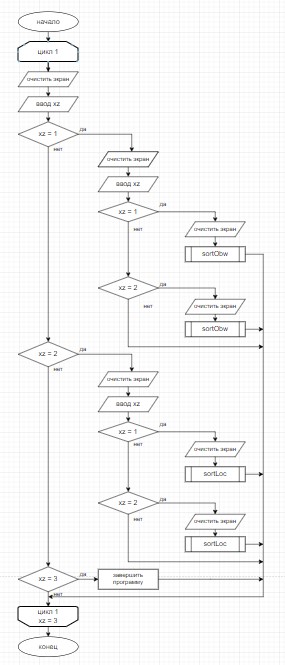 начало
цикл 1
очистить экран
ввод xz
xz = 1
да
нет
очистить экран
ввод xz
xz = 1
да
нет
очистить экран
sortObw
xz = 2
да
нет
очистить экран
sortObw
xz = 2
да
нет
очистить экран
ввод xz
xz = 1
да
нет
очистить экран
sortLoc
xz = 2
да
нет
очистить экран
sortLoc
xz = 3
да
нет
завершить
программу
цикл 1
xz = 3
конец